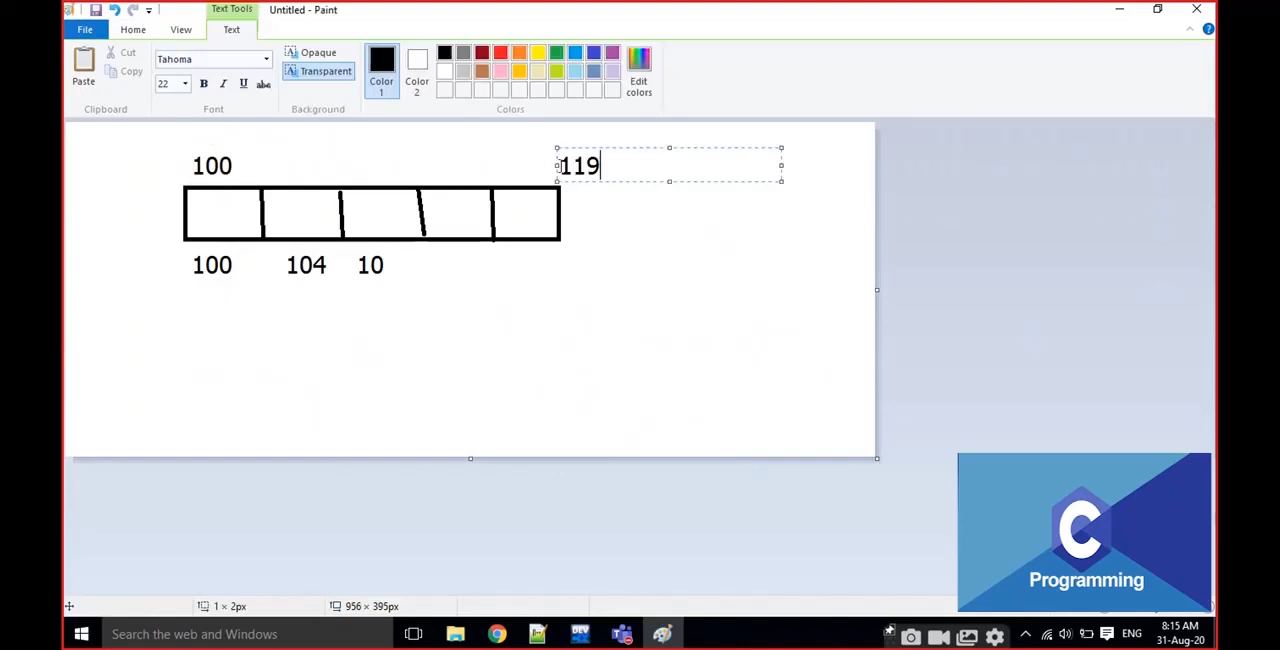 Text Tools
Untitled - Paint
File
Home
View
Text
Paste
Cut
Copy
Clipboard
Tahoma
22
B
I
U
abc
Font
A
Opaque
A
Transparent
Background
Color
1
Color
2
Edit
colors
Colors
100
119
100
104
10
C
Programming
1 × 2px
956 × 395px
Search the web and Windows
DEV
ENG
8:15 AM
31-Aug-20